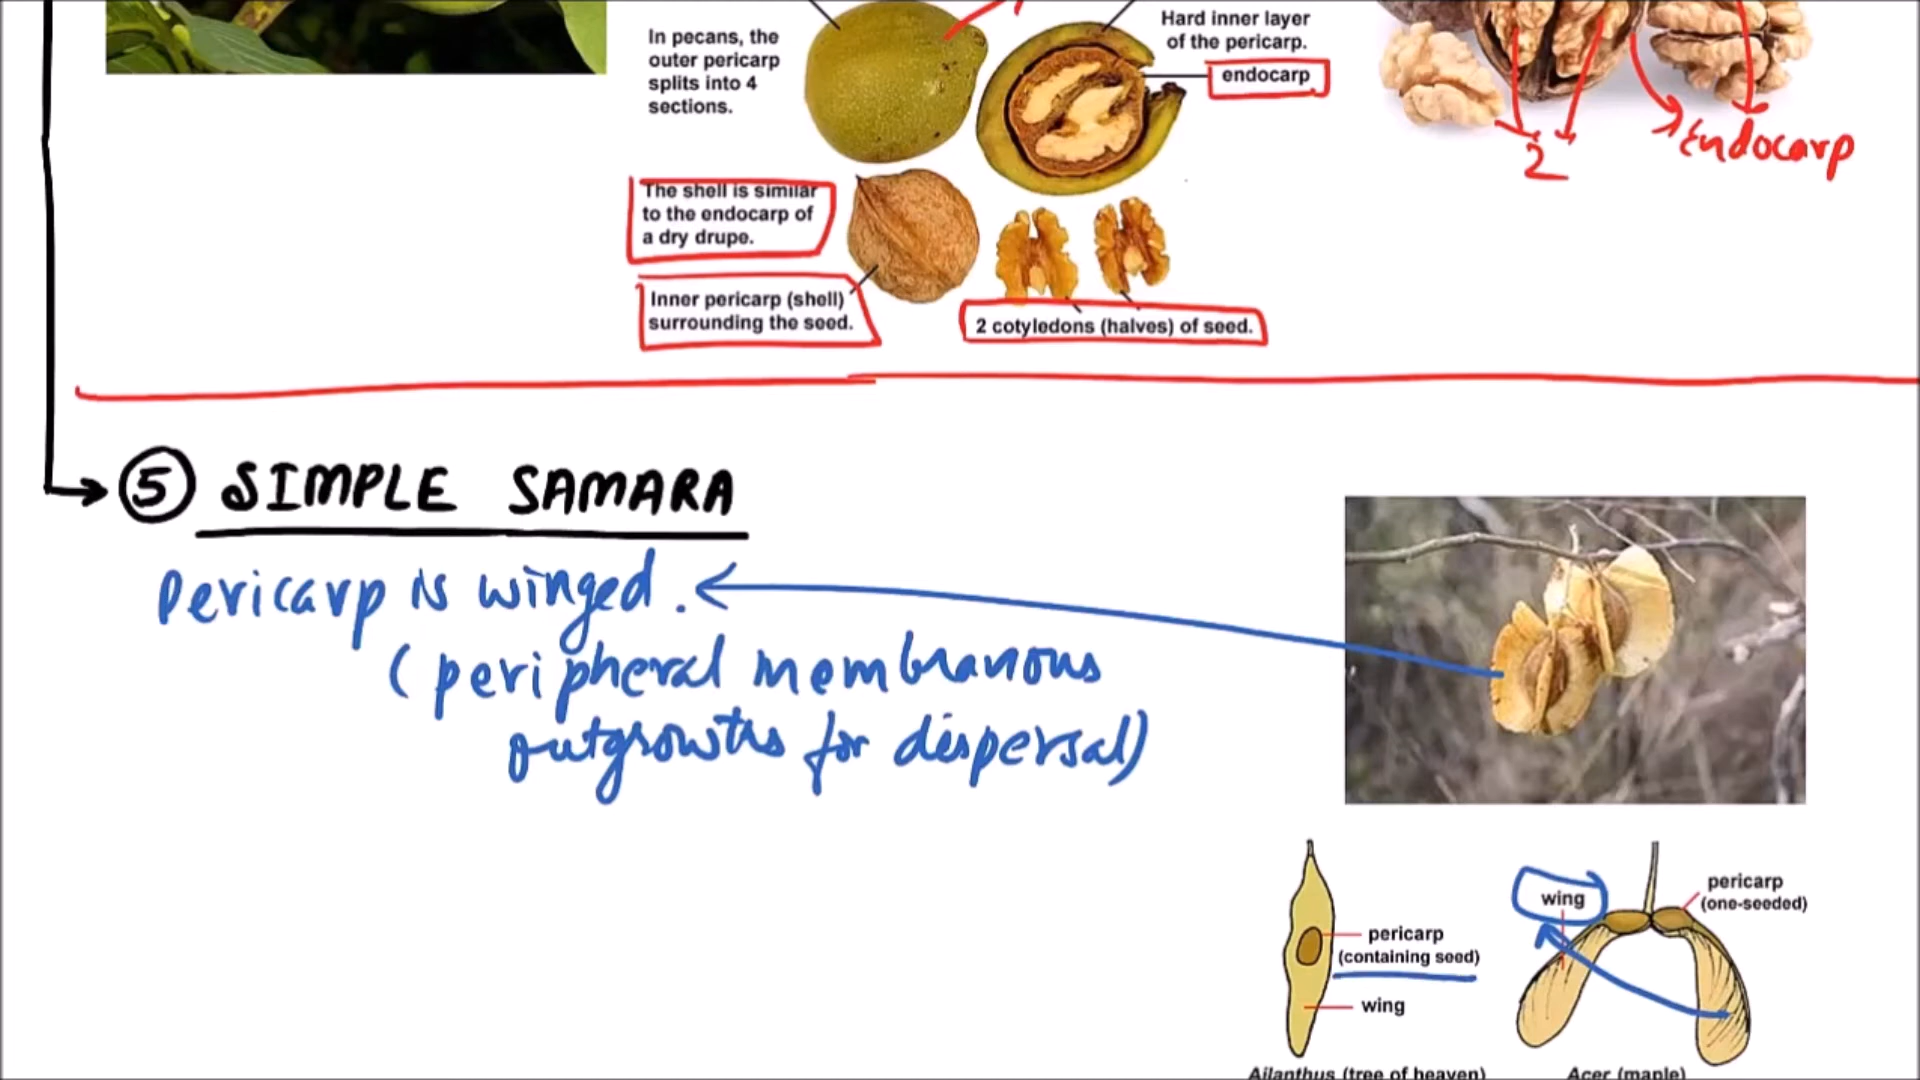 In pecans, the
outer pericarp
splits into 4
sections.
Hard inner layer
of the pericarp.
endocarp
2
Endocarp
The shell is similar
to the endocarp of
a dry drupe.
Inner pericarp (shell)
surrounding the seed.
2 cotyledons (halves) of seed.
5 SIMPLE SAMARA
Pericarp is winged.
(peripheral membranous
outgrowths for dispersal)
pericarp
(containing seed)
wing
Ailanthus (tree of heaven)
wing
pericarp
(one-seeded)
Acer (maple)